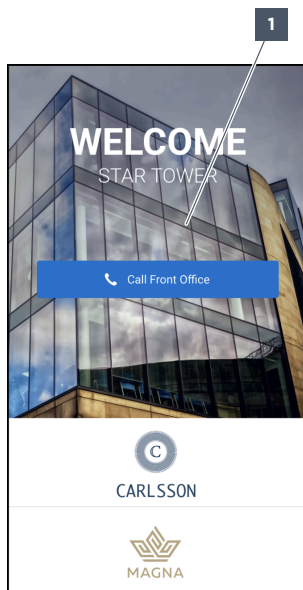 1
WELCOME
STAR TOWER
Call Front Office
C
CARLSSON
MAGNA